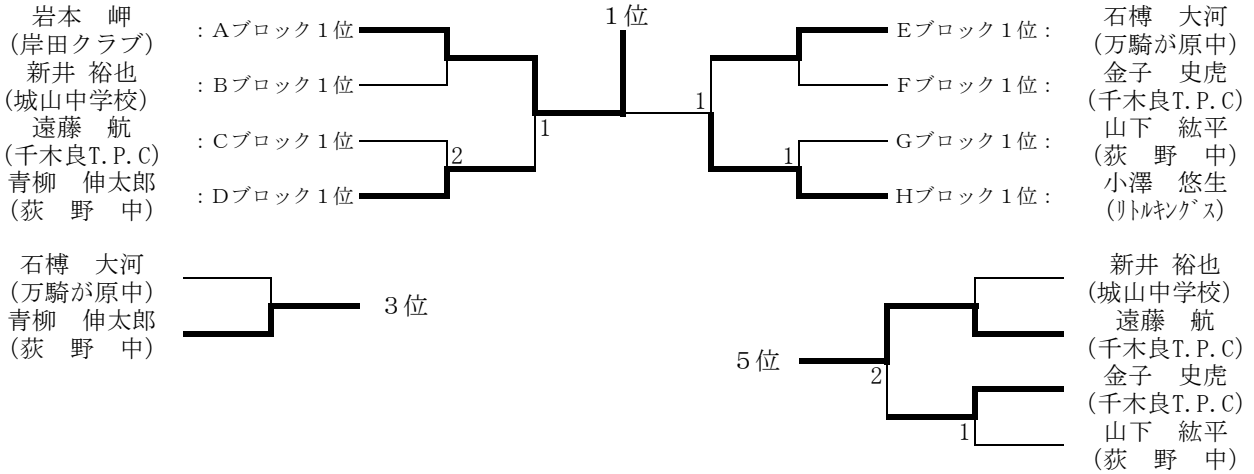 1位
岩本　岬
(岸田クラブ)
：Aブロック1位
新井 裕也
(城山中学校)
：Bブロック1位
遠藤　航
(千木良T.P.C)
：Cブロック1位
青柳　伸太郎
(荻　野　中)
：Dブロック1位
2
1
石榑　大河
(万騎が原中)
Eブロック1位：
金子　史虎
(千木良T.P.C)
Fブロック1位：
山下　紘平
(荻　野　中)
Gブロック1位：
小澤　悠生
(ﾘﾄﾙｷﾝｸﾞｽ)
Hブロック1位：
1
1
石榑　大河
(万騎が原中)
青柳　伸太郎
(荻　野　中)
3位
5位
新井 裕也
(城山中学校)
遠藤　航
(千木良T.P.C)
金子　史虎
(千木良T.P.C)
山下　紘平
(荻　野　中)
2
1